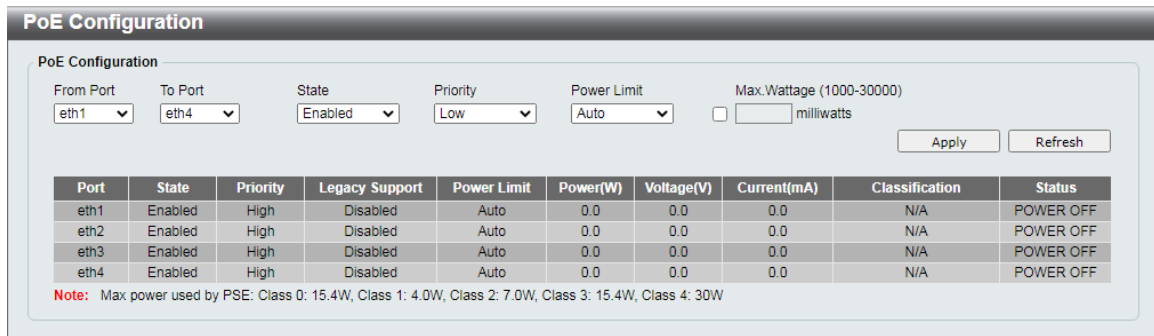 PoE Configuration
PoE Configuration
From Port To Port State Priority Power Limit Max.Wattage (1000-30000)
eth1 eth4 Enabled Low Auto milliwatts
Apply Refresh
Port State Priority Legacy Support Power Limit Power(W) Voltage(V) Current(mA) Classification Status
eth1 Enabled High Disabled Auto 0.0 0.0 0.0 N/A POWER OFF
eth2 Enabled High Disabled Auto 0.0 0.0 0.0 N/A POWER OFF
eth3 Enabled High Disabled Auto 0.0 0.0 0.0 N/A POWER OFF
eth4 Enabled High Disabled Auto 0.0 0.0 0.0 N/A POWER OFF
Note: Max power used by PSE: Class 0: 15.4W, Class 1: 4.0W, Class 2: 7.0W, Class 3: 15.4W, Class 4: 30W